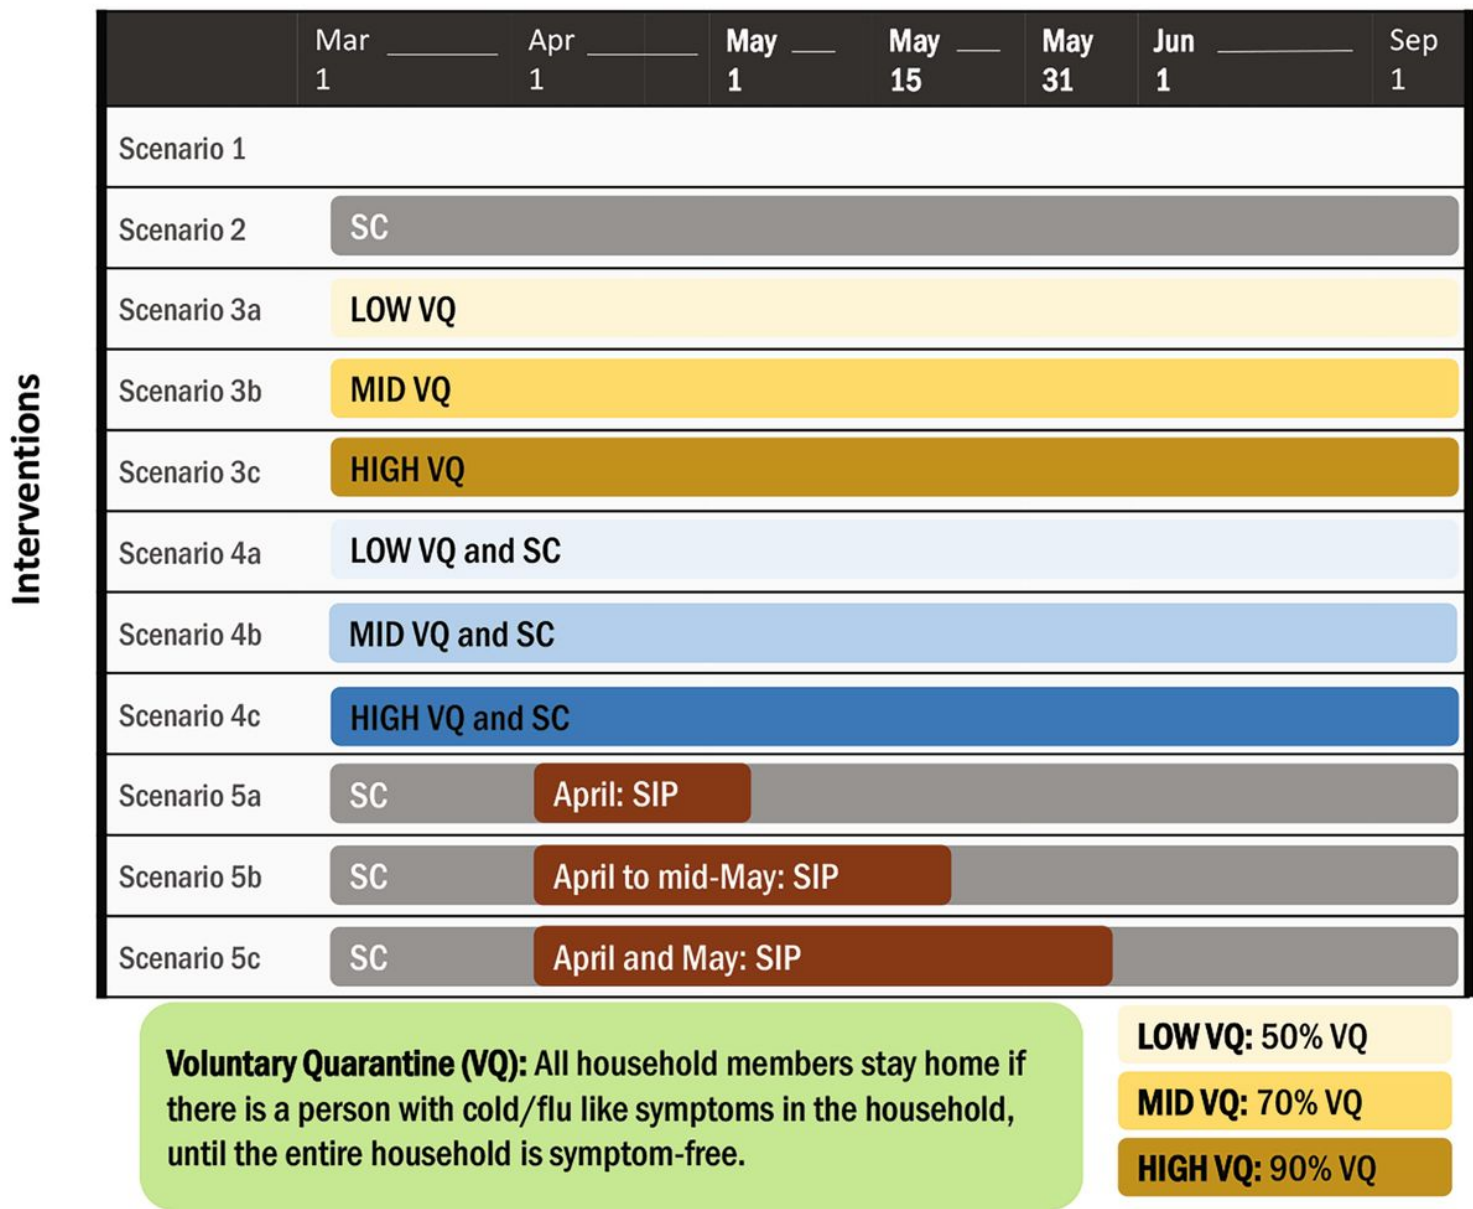 Mar ____ Apr ____ May __ May __ May Jun ____ Sep
1 1 1 15 31 1 1
Interventions
Scenario 1
Scenario 2 SC
Scenario 3a LOW VQ
Scenario 3b MID VQ
Scenario 3c HIGH VQ
Scenario 4a LOW VQ and SC
Scenario 4b MID VQ and SC
Scenario 4c HIGH VQ and SC
Scenario 5a SC April: SIP
Scenario 5b SC April to mid-May: SIP
Scenario 5c SC April and May: SIP
Voluntary Quarantine (VQ): All household members stay home if
there is a person with cold/flu like symptoms in the household,
until the entire household is symptom-free.
LOW VQ: 50% VQ
MID VQ: 70% VQ
HIGH VQ: 90% VQ